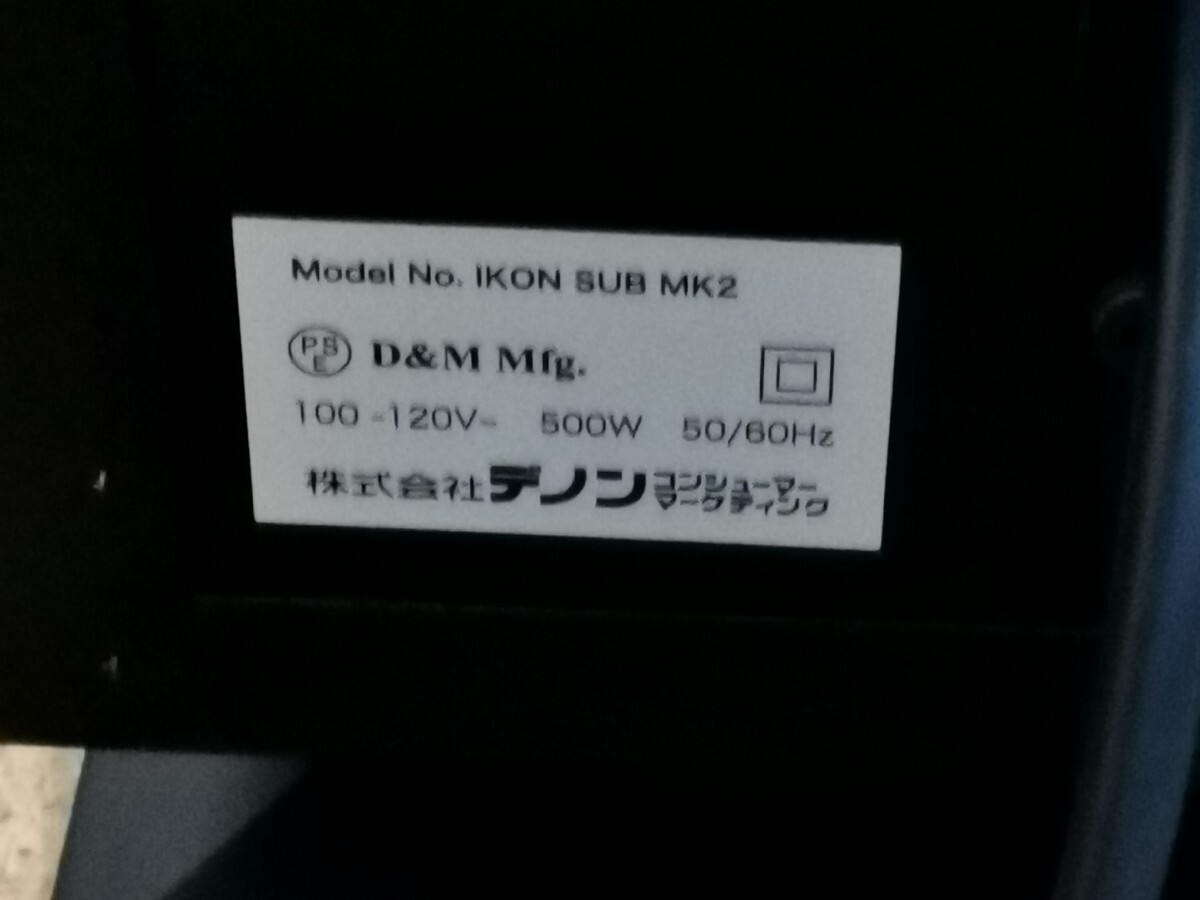 Model No. IKON SUB MK2
PSE D&M Mfg.
100-120V~ 500W 50/60Hz
株式会社デノン コンシューマー
マーケティング